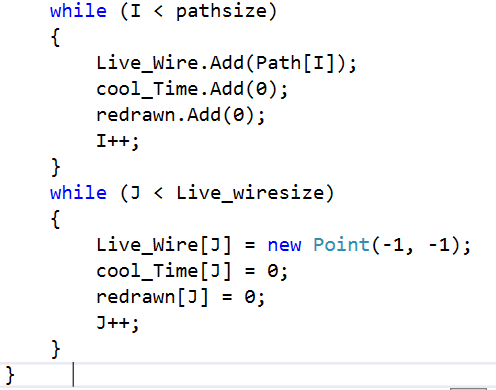 while (I < pathsize)
{
Live_Wire.Add(Path[I]);
cool_Time.Add(0);
redrawn.Add(0);
I++;
}
while (J < Live_wiresize)
{
Live_Wire[J] = new Point(-1, -1);
cool_Time[J] = 0;
redrawn[J] = 0;
J++;
}
}